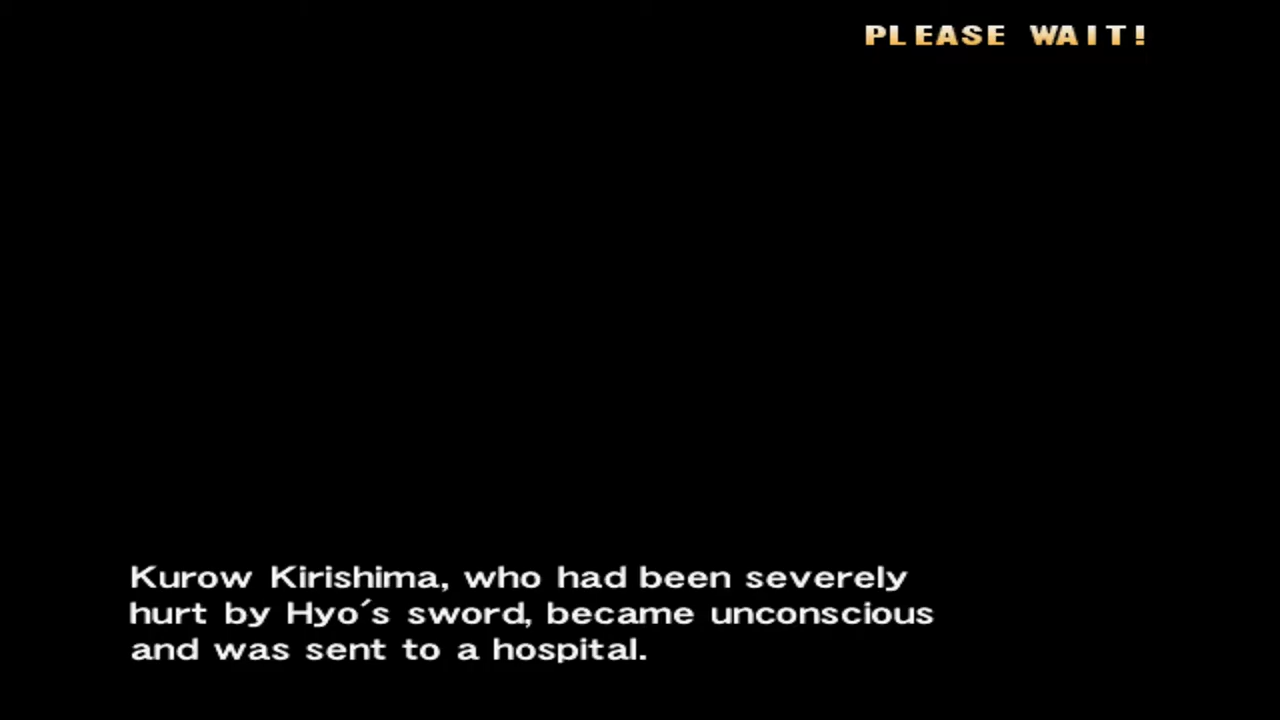 PLEASE WAIT!
Kurow Kirishima, who had been severely
hurt by Hyo´s sword, became unconscious
and was sent to a hospital.